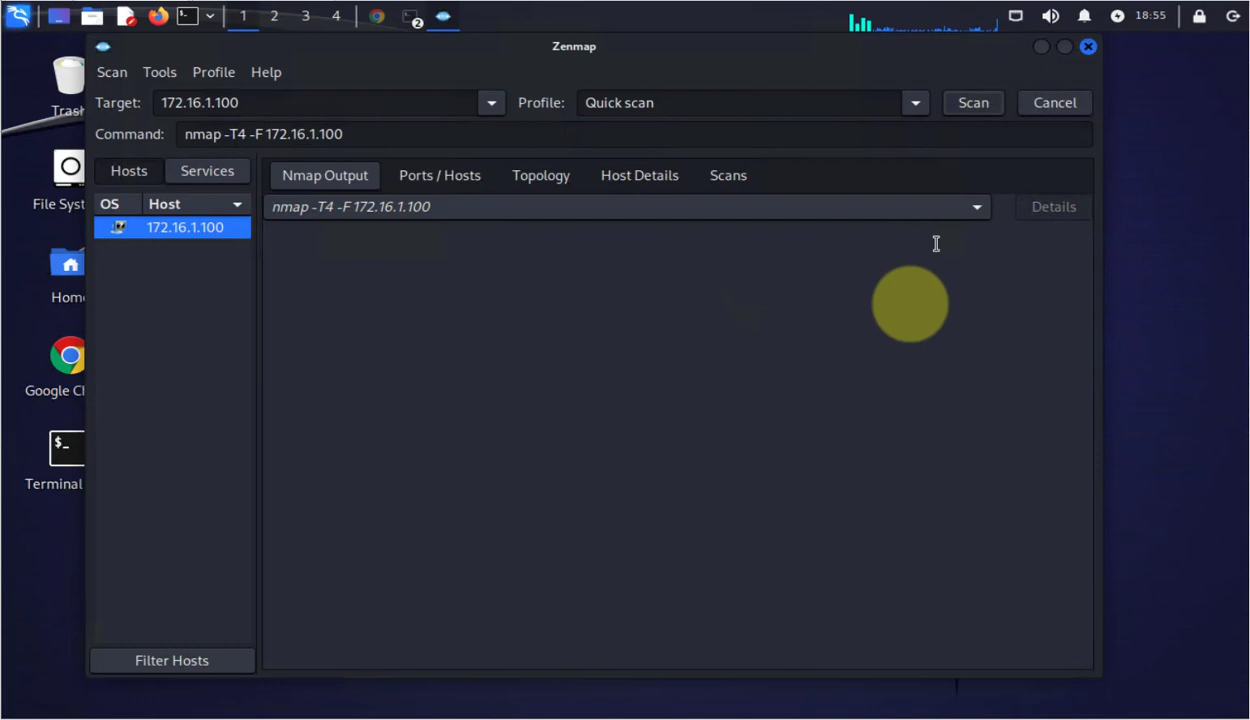 1 2 3 4 2 18:55
Zenmap
Scan Tools Profile Help
Target: 172.16.1.100 Profile: Quick scan Scan Cancel
Command: nmap -T4 -F 172.16.1.100
Hosts Services
Nmap Output Ports / Hosts Topology Host Details Scans
OS Host
nmap -T4 -F 172.16.1.100 Details
172.16.1.100
Filter Hosts
Tras
File Syst
Hom
Google C
$_
Terminal